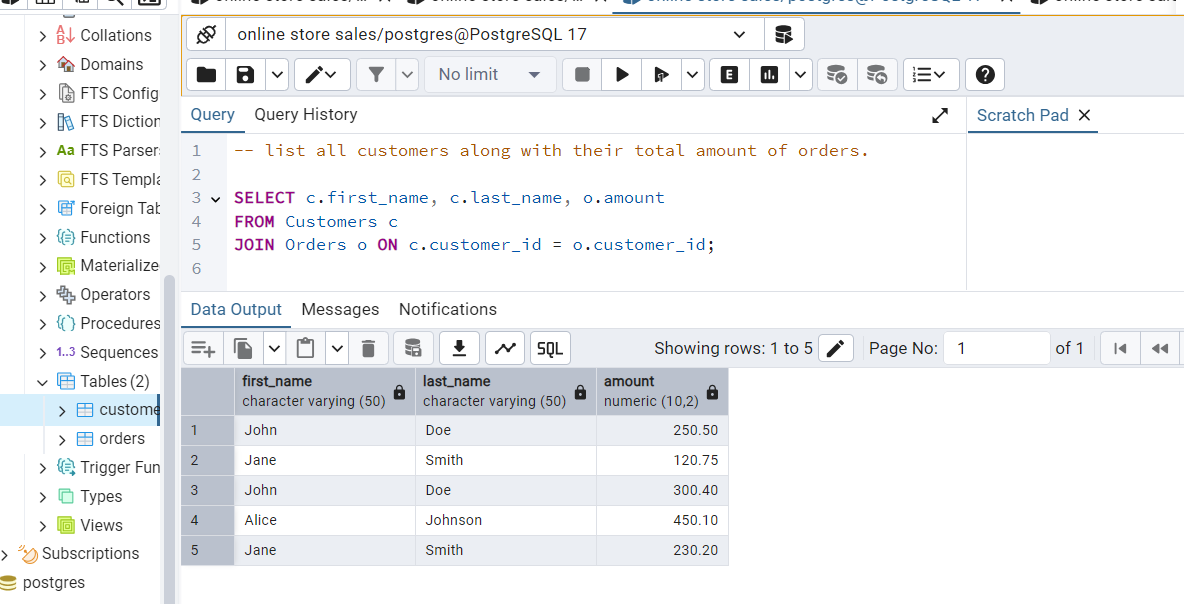 Collations
Domains
FTS Config
FTS Diction
FTS Parser
FTS Templa
Foreign Tab
Functions
Materialize
Operators
Procedures
1..3 Sequences
Tables (2)
custome
orders
Trigger Fun
Types
Views
Subscriptions
postgres
online store sales/postgres@PostgreSQL 17
No limit
E
Query
Query History
Scratch Pad
1 -- list all customers along with their total amount of orders.
2
3 SELECT c.first_name, c.last_name, o.amount
4 FROM Customers c
5 JOIN Orders o ON c.customer_id = o.customer_id;
6
Data Output Messages Notifications
SQL Showing rows: 1 to 5 Page No: 1 of 1
first_name last_name amount
character varying (50) character varying (50) numeric (10,2)
1 John Doe 250.50
2 Jane Smith 120.75
3 John Doe 300.40
4 Alice Johnson 450.10
5 Jane Smith 230.20